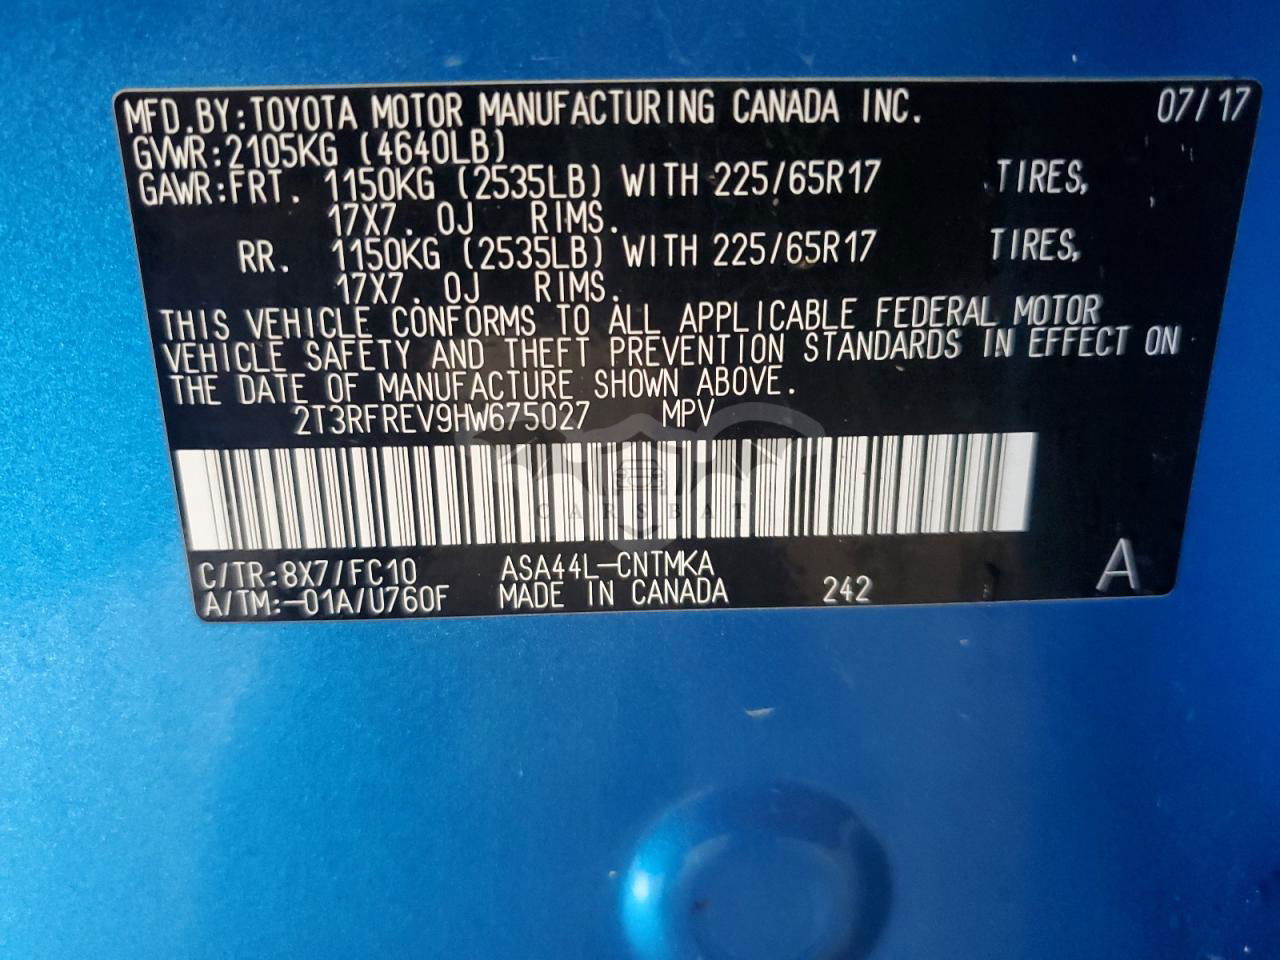 MFD.BY:TOYOTA MOTOR MANUFACTURING CANADA INC. 07/17
GVWR:2105KG (4640LB)
GAWR:FRT. 1150KG (2535LB) WITH 225/65R17 TIRES,
17X7. 0J RIMS.
RR. 1150KG (2535LB) WITH 225/65R17 TIRES,
17X7. 0J RIMS.
THIS VEHICLE CONFORMS TO ALL APPLICABLE FEDERAL MOTOR
VEHICLE SAFETY AND THEFT PREVENTION STANDARDS IN EFFECT ON
THE DATE OF MANUFACTURE SHOWN ABOVE.
2T3RFREV9HW675027 MPV
CARSBAT
C/TR:8X7/FC10 ASA44L-CNTMKA
A/TM:-01A/U760F MADE IN CANADA 242 A